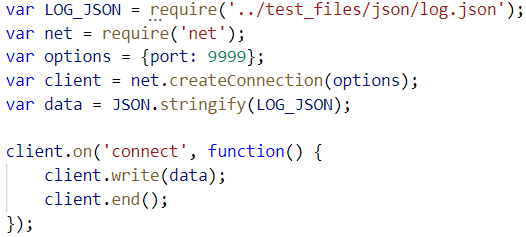 var LOG_JSON = require('../test_files/json/log.json');
var net = require('net');
var options = {port: 9999};
var client = net.createConnection(options);
var data = JSON.stringify(LOG_JSON);

client.on('connect', function() {
    client.write(data);
    client.end();
});